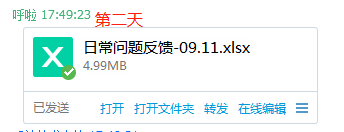 呼啦 17:49:23
第二天
日常问题反馈-09.11.xlsx
4.99MB
已发送 打开 打开文件夹 转发 在线编辑